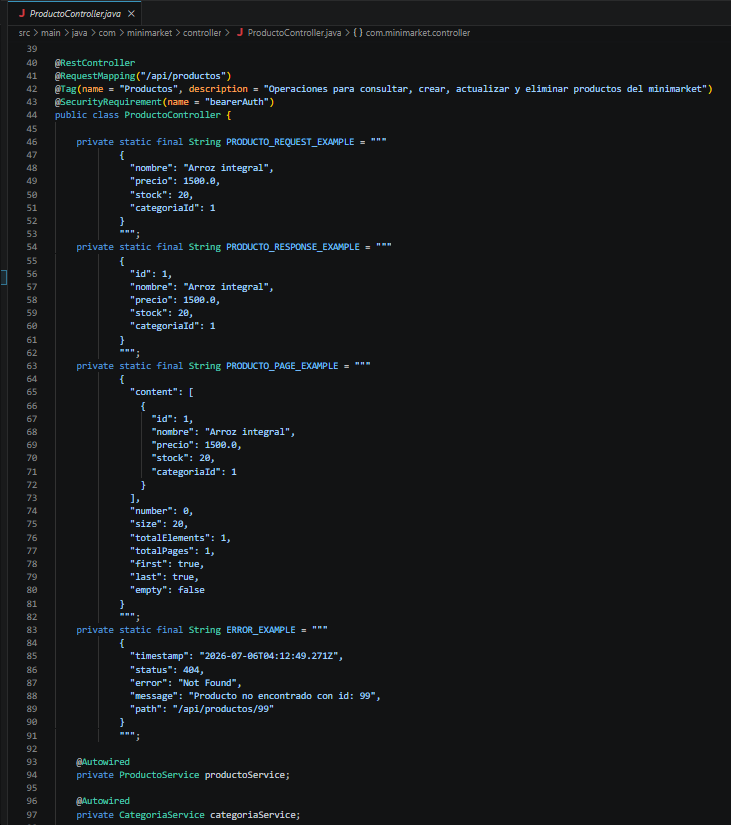 ProductoController.java ×
src > main > java > com > minimarket > controller > ProductoController.java > {} com.minimarket.controller
39
40 @RestController
41 @RequestMapping("/api/productos")
42 @Tag(name = "Productos", description = "Operaciones para consultar, crear, actualizar y eliminar productos del minimarket")
43 @SecurityRequirement(name = "bearerAuth")
44 public class ProductoController {
45
46     private static final String PRODUCTO_REQUEST_EXAMPLE = """
47             {
48               "nombre": "Arroz integral",
49               "precio": 1500.0,
50               "stock": 20,
51               "categoriaId": 1
52             }
53             """;
54     private static final String PRODUCTO_RESPONSE_EXAMPLE = """
55             {
56               "id": 1,
57               "nombre": "Arroz integral",
58               "precio": 1500.0,
59               "stock": 20,
60               "categoriaId": 1
61             }
62             """;
63     private static final String PRODUCTO_PAGE_EXAMPLE = """
64             {
65               "content": [
66                 {
67                   "id": 1,
68                   "nombre": "Arroz integral",
69                   "precio": 1500.0,
70                   "stock": 20,
71                   "categoriaId": 1
72                 }
73               ],
74               "number": 0,
75               "size": 20,
76               "totalElements": 1,
77               "totalPages": 1,
78               "first": true,
79               "last": true,
80               "empty": false
81             }
82             """;
83     private static final String ERROR_EXAMPLE = """
84             {
85               "timestamp": "2026-07-06T04:12:49.271Z",
86               "status": 404,
87               "error": "Not Found",
88               "message": "Producto no encontrado con id: 99",
89               "path": "/api/productos/99"
90             }
91             """;
92
93     @Autowired
94     private ProductoService productoService;
95
96     @Autowired
97     private CategoriaService categoriaService;